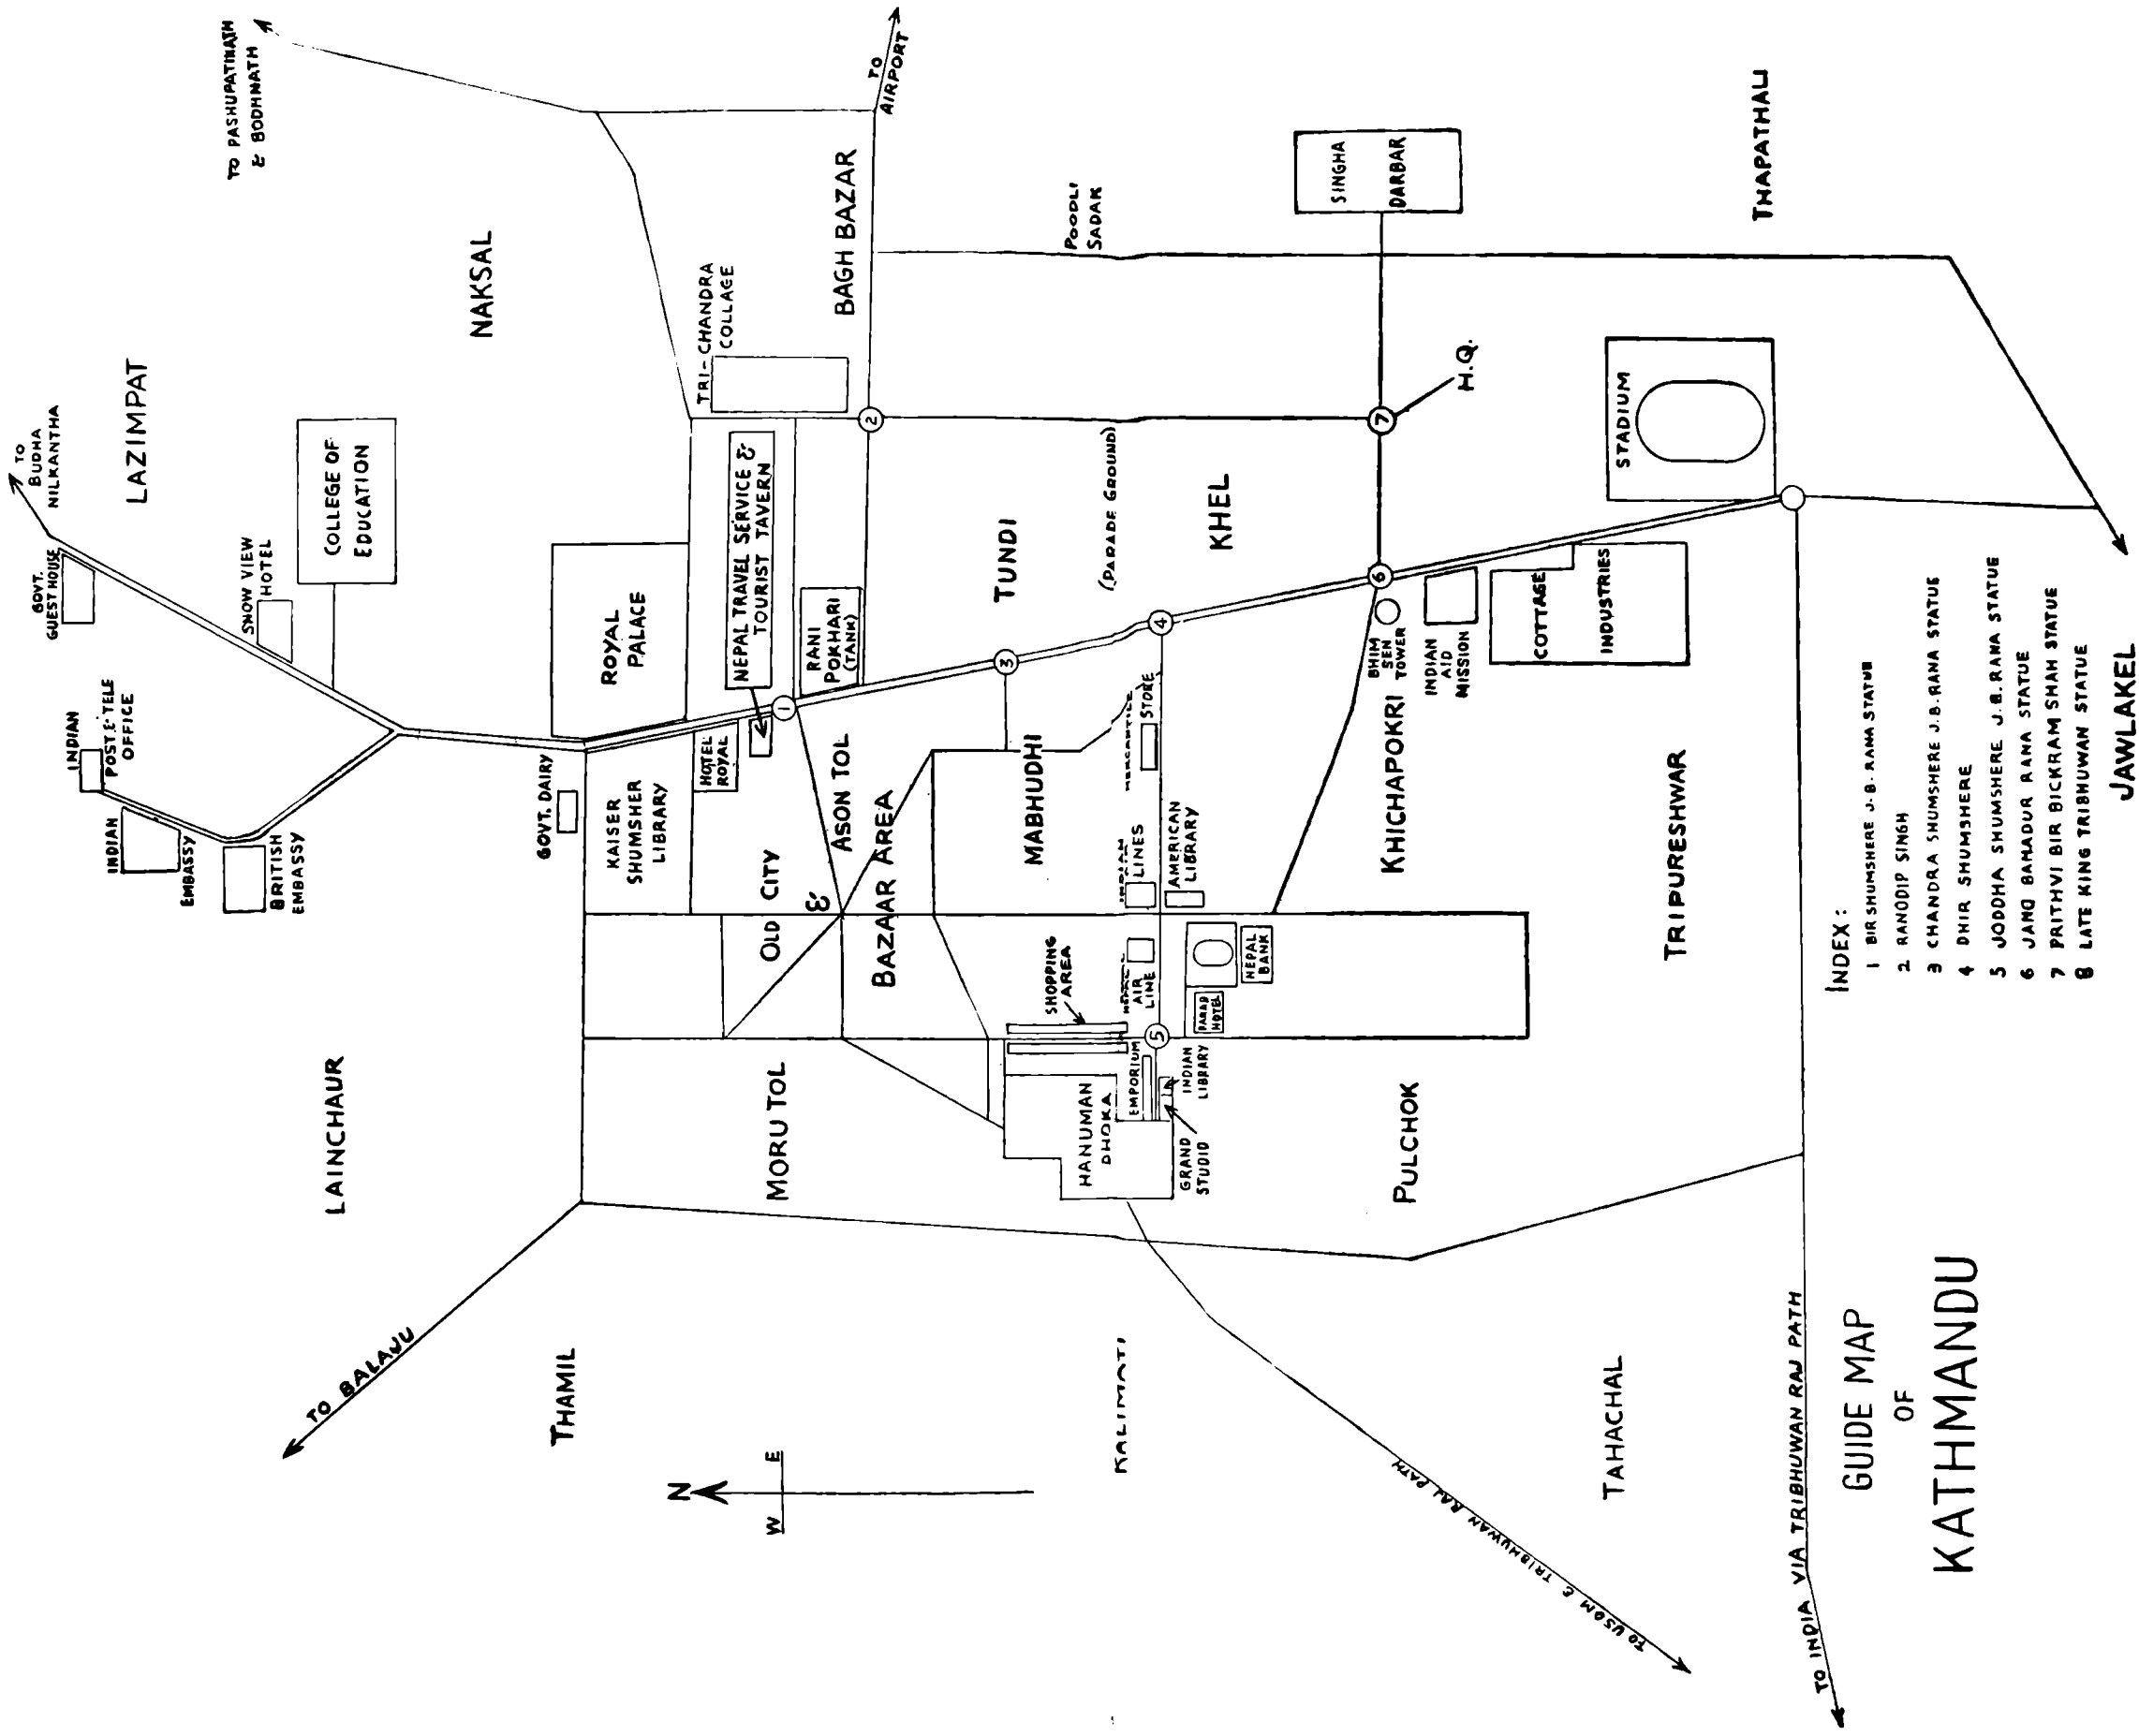 TO
BUDHA
NILKANTHA
LAZIMPAT
TO PASHUPATINATH
& BODHNATH
GOVT.
GUEST HOUSE
SNOW VIEW
HOTEL
COLLEGE OF
EDUCATION
NAKSAL
INDIAN
POST & TELE
OFFICE
INDIAN
EMBASSY
BRITISH
EMBASSY
LAINCHAUR
TO BALAJU
THAMIL
GOVT. DAIRY
KAISER
SHUMSHER
LIBRARY
ROYAL
PALACE
HOTEL
ROYAL
NEPAL TRAVEL SERVICE &
TOURIST TAVERN
TRI-CHANDRA
COLLAGE
RANI
POKHARI
(TANK)
BAGH BAZAR
TO
AIRPORT
1
2
MORU TOL
OLD CITY
&
BAZAAR AREA
ASON TOL
N
W E
TUNDI
(PARADE GROUND)
KHEL
3
4
MABHUDHI
POODLI
SADAK
SHOPPING
AREA
HANUMAN
DHOKA
EMPORIUM
5
AIR
LINE
LINES
STORE
AMERICAN
LIBRARY
INDIAN
LIBRARY
GRAND
STUDIO
HOTEL
NEPAL
BANK
KALIMATI
SINGHA
DARBAR
7
H.Q.
6
BHIM
SEN
TOWER
INDIAN
AID
MISSION
KHICHAPOKRI
PULCHOK
COTTAGE
INDUSTRIES
STADIUM
THAPATHALI
TRIPURESHWAR
TAHACHAL
TO USOM & TRIBHUWAN RAJ PATH
TO INDIA VIA TRIBHUWAN RAJ PATH
JAWLAKEL
INDEX:
1 BIR SHUMSHERE J.B. RANA STATUE
2 RANODIP SINGH
3 CHANDRA SHUMSHERE J.B. RANA STATUE
4 DHIR SHUMSHERE
5 JODDHA SHUMSHERE J.B. RANA STATUE
6 JANG BAHADUR RANA STATUE
7 PRITHVI BIR BICKRAM SHAH STATUE
8 LATE KING TRIBHUWAN STATUE
GUIDE MAP
OF
KATHMANDU